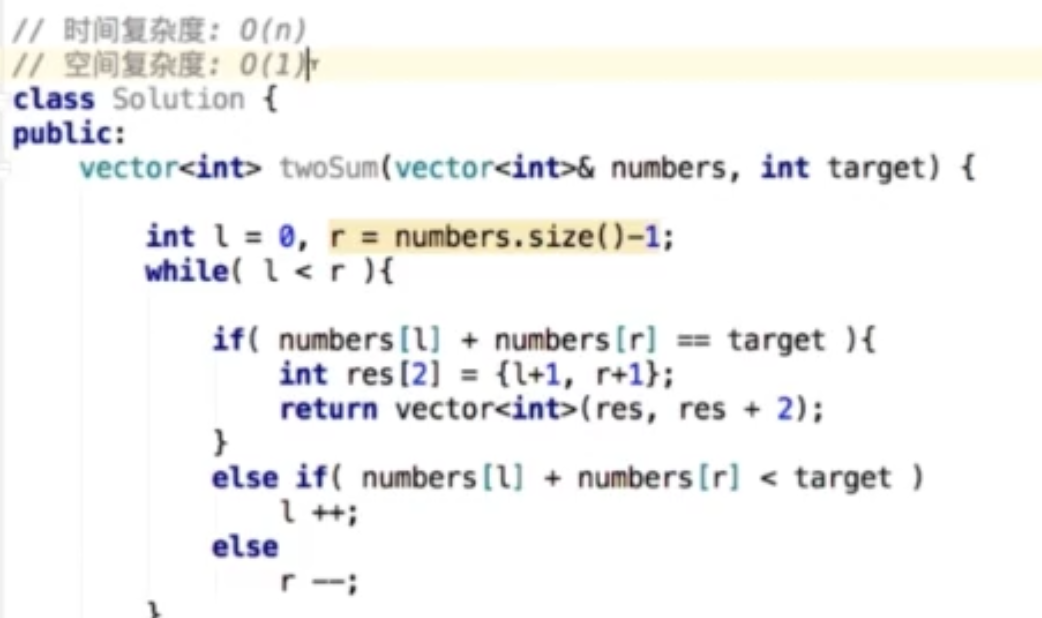 // 时间复杂度: O(n)
// 空间复杂度: O(1)
class Solution {
public:
    vector<int> twoSum(vector<int>& numbers, int target) {
        int l = 0, r = numbers.size()-1;
        while( l < r ){
            if( numbers[l] + numbers[r] == target ){
                int res[2] = {l+1, r+1};
                return vector<int>(res, res + 2);
            }
            else if( numbers[l] + numbers[r] < target )
                l ++;
            else
                r --;
        }